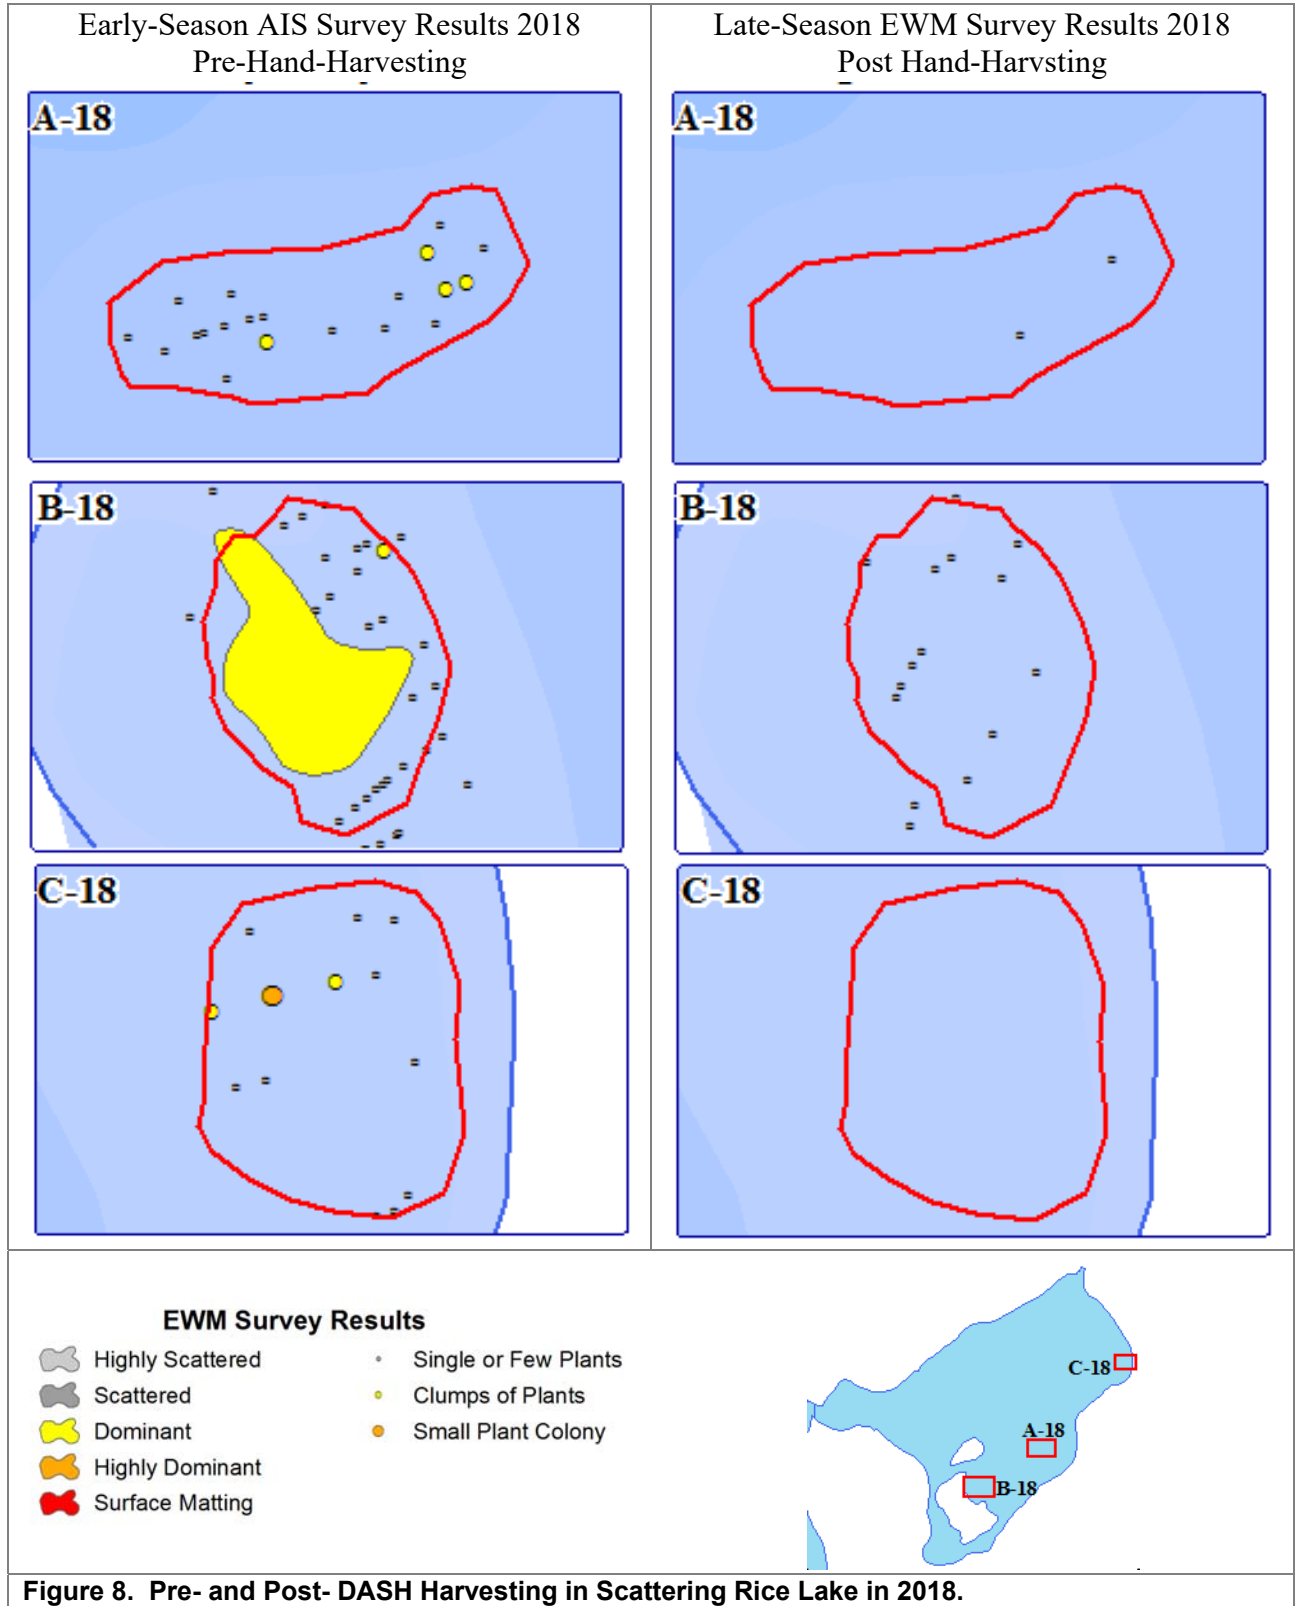 Early-Season AIS Survey Results 2018
Pre-Hand-Harvesting
Late-Season EWM Survey Results 2018
Post Hand-Harvsting
A-18
A-18
B-18
B-18
C-18
C-18
EWM Survey Results
Highly Scattered
Scattered
Dominant
Highly Dominant
Surface Matting
Single or Few Plants
Clumps of Plants
Small Plant Colony
C-18
A-18
B-18
Figure 8.  Pre- and Post- DASH Harvesting in Scattering Rice Lake in 2018.